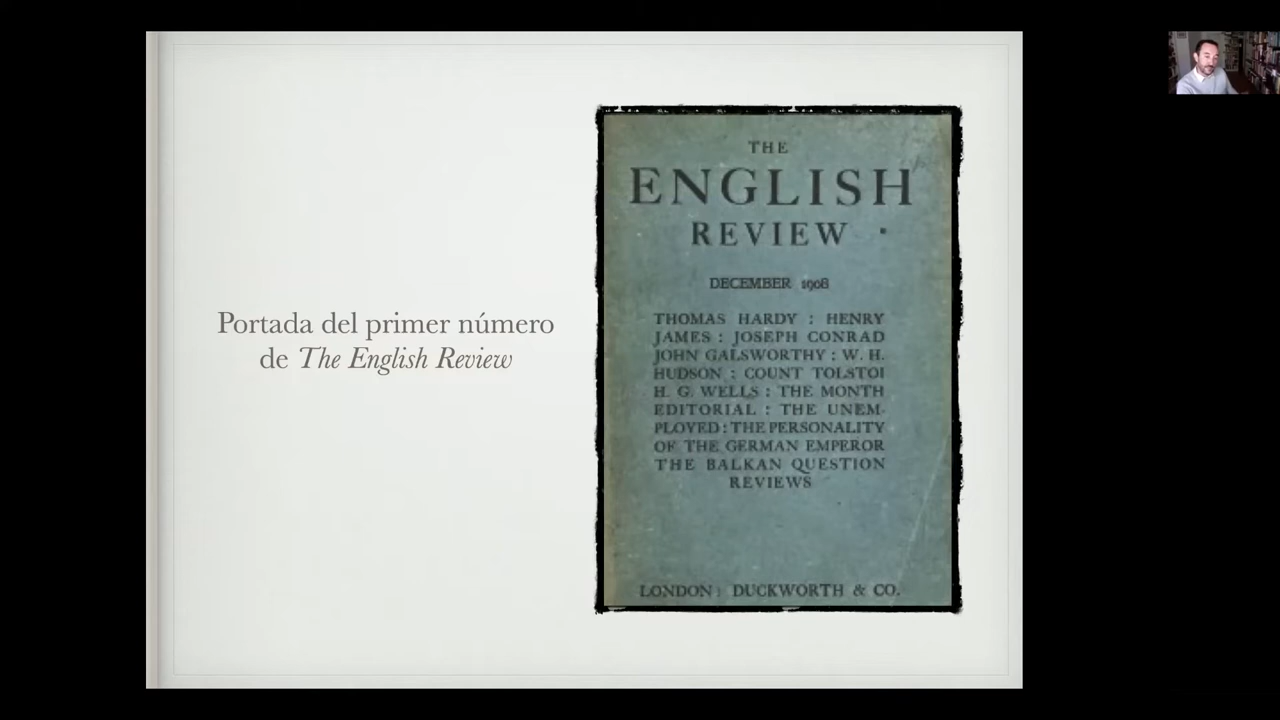 Portada del primer número
de The English Review
THE
ENGLISH
REVIEW
DECEMBER 1908
THOMAS HARDY : HENRY
JAMES : JOSEPH CONRAD
JOHN GALSWORTHY : W. H.
HUDSON : COUNT TOLSTOI
H. G. WELLS : THE MONTH
EDITORIAL : THE UNEM-
PLOYED : THE PERSONALITY
OF THE GERMAN EMPEROR
THE BALKAN QUESTION
REVIEWS
LONDON: DUCKWORTH & CO.